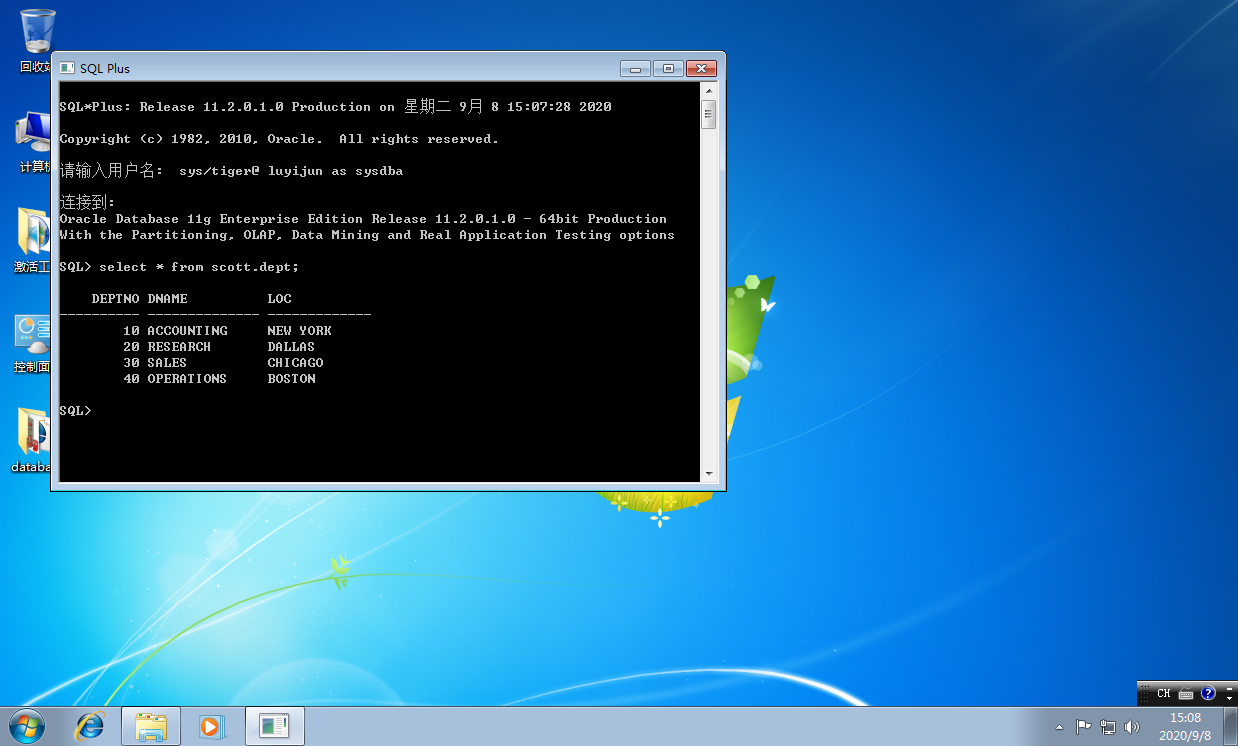 回收站
计算机
激活工
控制面
databa
SQL Plus
SQL*Plus: Release 11.2.0.1.0 Production on 星期二 9月 8 15:07:28 2020
Copyright (c) 1982, 2010, Oracle.  All rights reserved.
请输入用户名:  sys/tiger@ luyijun as sysdba
连接到:
Oracle Database 11g Enterprise Edition Release 11.2.0.1.0 - 64bit Production
With the Partitioning, OLAP, Data Mining and Real Application Testing options
SQL> select * from scott.dept;
DEPTNO DNAME LOC
---------- -------------- -------------
10 ACCOUNTING NEW YORK
20 RESEARCH DALLAS
30 SALES CHICAGO
40 OPERATIONS BOSTON
SQL>
CH
15:08
2020/9/8